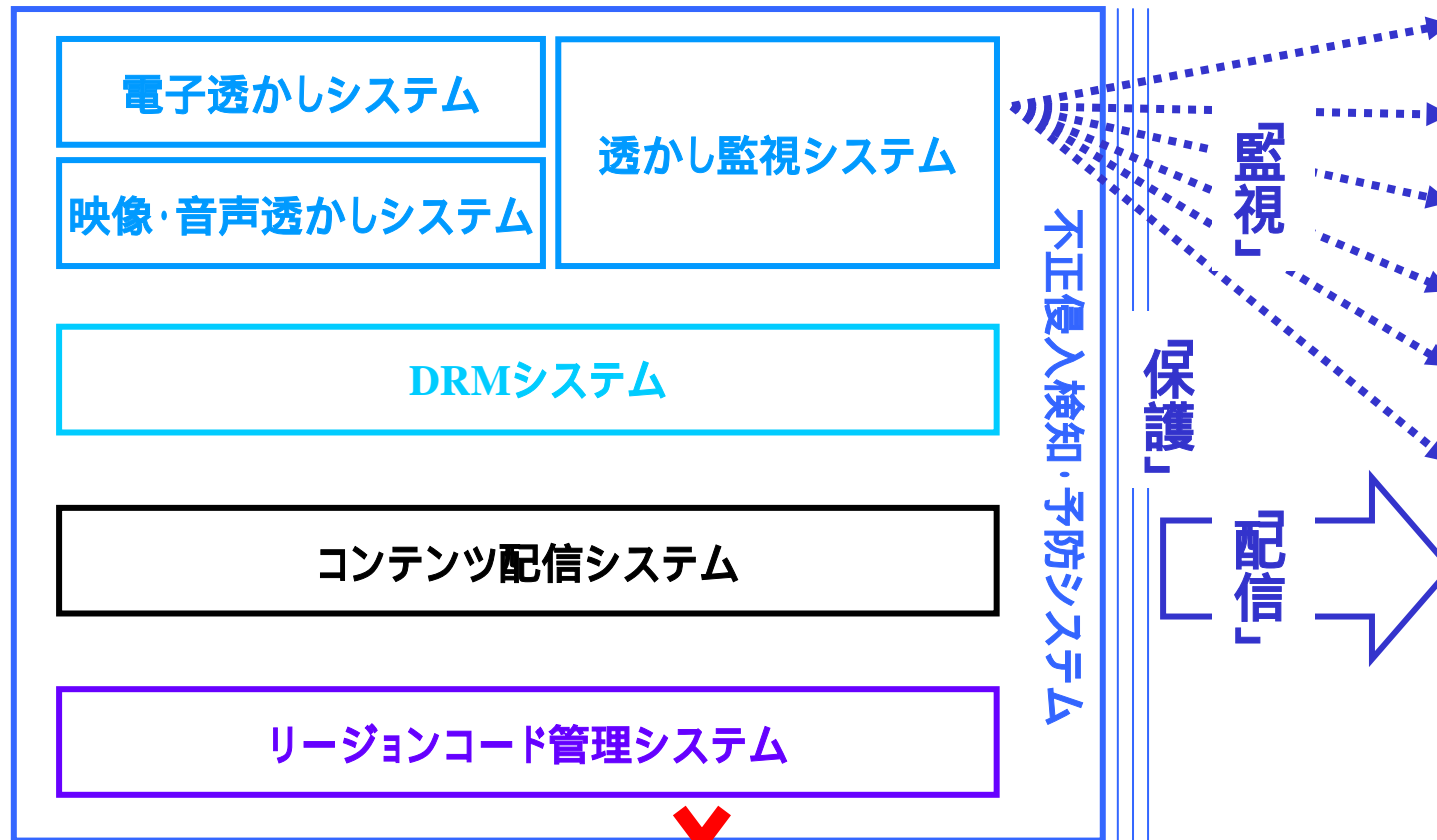 電子透かしシステム
透かし監視システム
映像・音声透かしシステム
DRMシステム
コンテンツ配信システム
リージョンコード管理システム
不正侵入検知・予防システム
『監視』
『保護』
『配信』